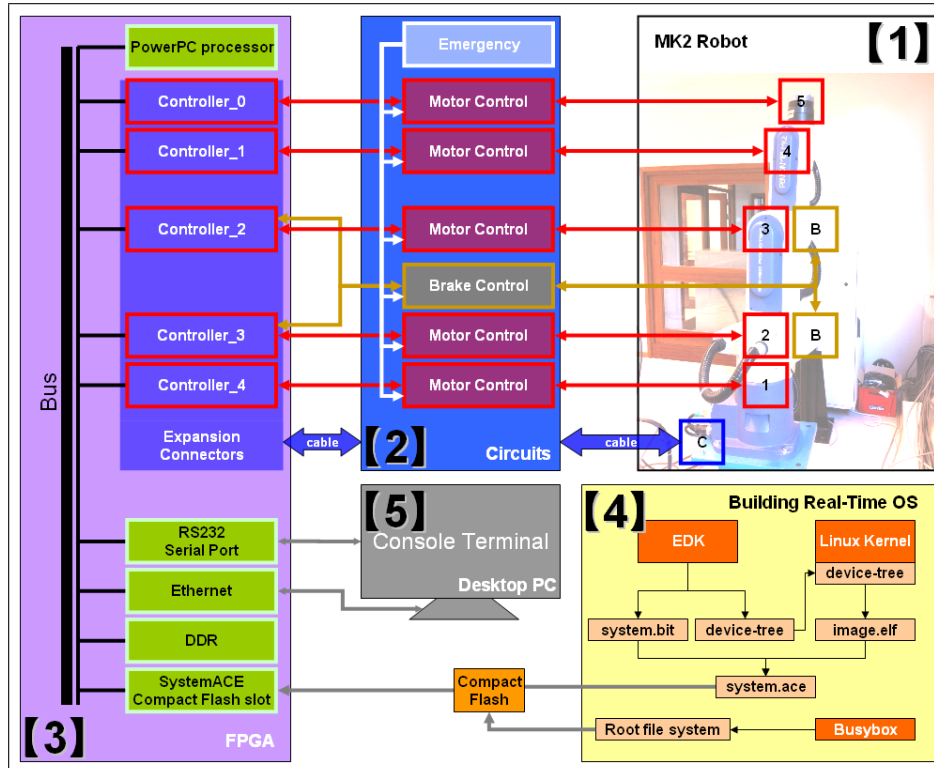 PowerPC processor
Controller_0
Controller_1
Controller_2
Controller_3
Controller_4
Expansion
Connectors
Bus
RS232
Serial Port
Ethernet
DDR
SystemACE
Compact Flash slot
【3】
FPGA
Emergency
Motor Control
Motor Control
Motor Control
Brake Control
Motor Control
Motor Control
cable
【2】
Circuits
cable
MK2 Robot
【1】
5
4
3
B
2
B
1
C
【5】
Console Terminal
Desktop PC
【4】
Building Real-Time OS
EDK
Linux Kernel
device-tree
system.bit
device-tree
image.elf
system.ace
Compact
Flash
Root file system
Busybox